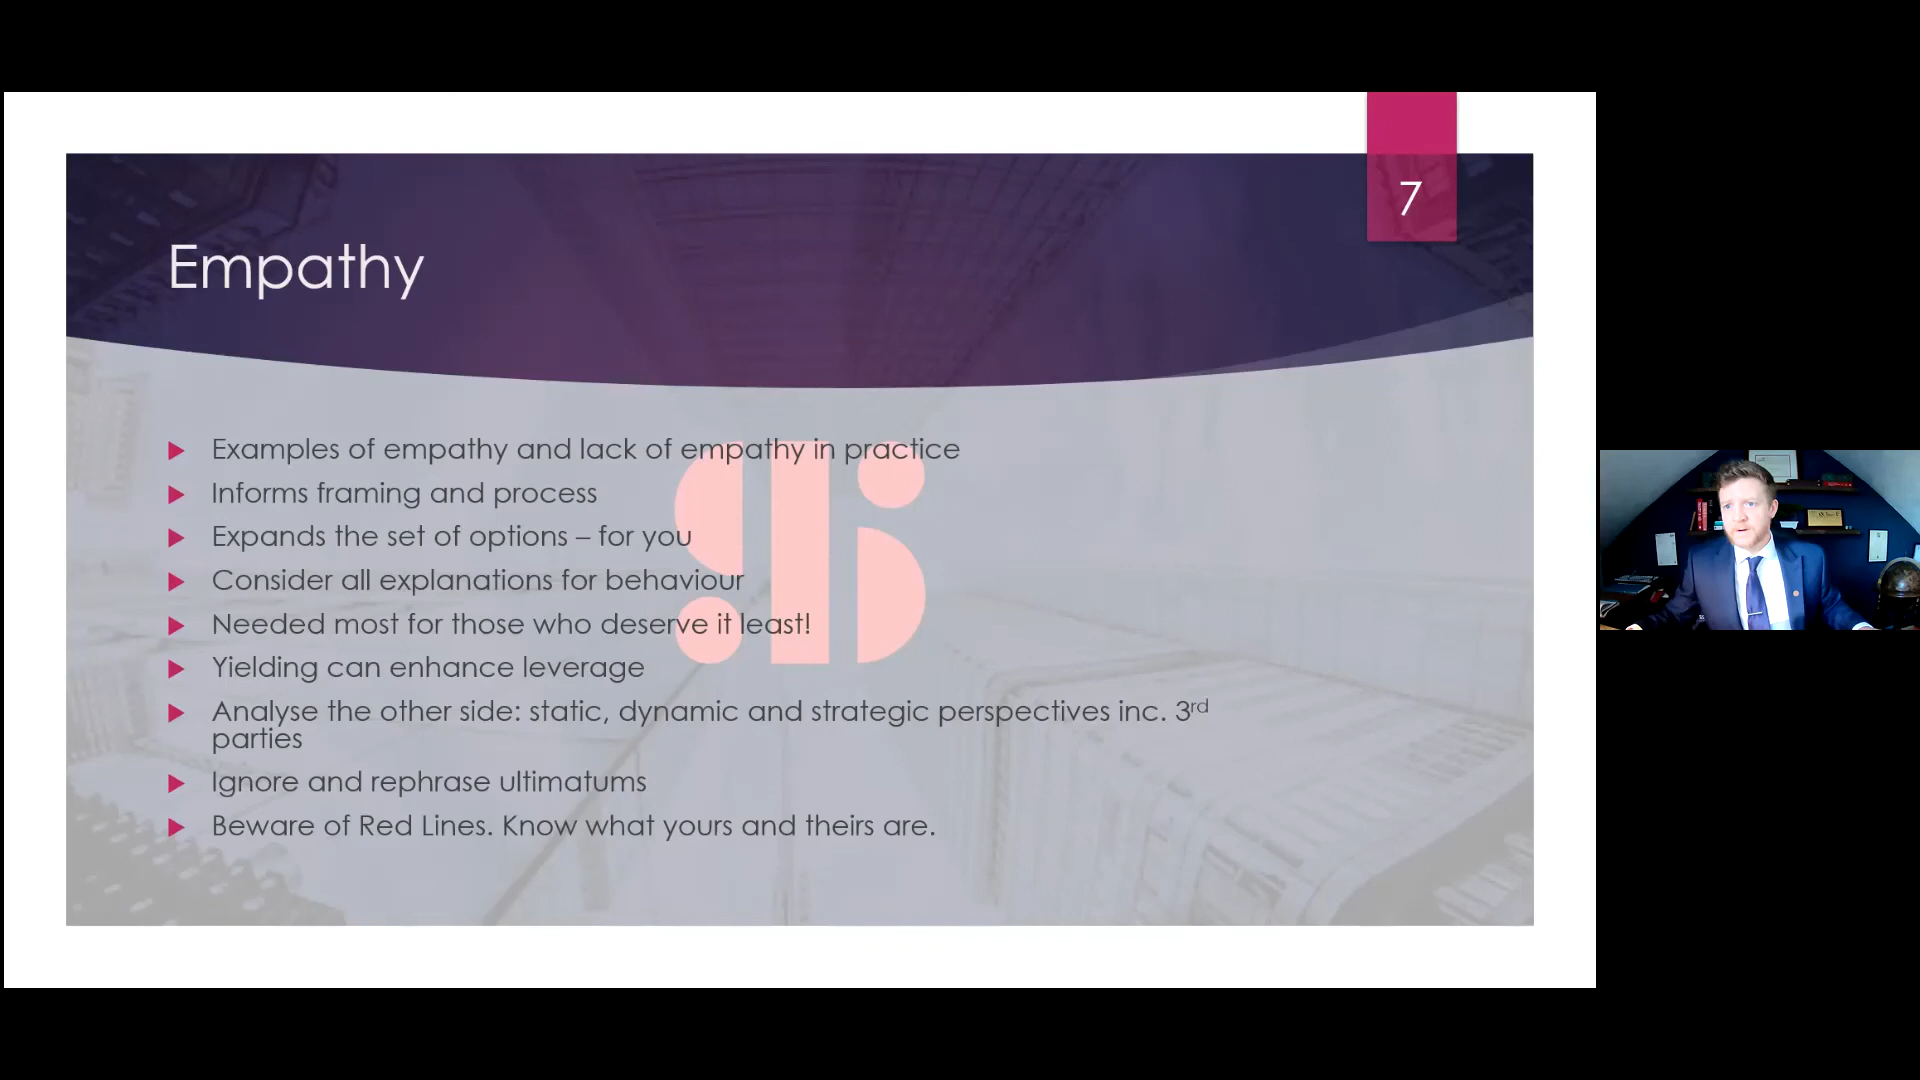 7
Empathy
Examples of empathy and lack of empathy in practice
Informs framing and process
Expands the set of options – for you
Consider all explanations for behaviour
Needed most for those who deserve it least!
Yielding can enhance leverage
Analyse the other side: static, dynamic and strategic perspectives inc. 3rd
parties
Ignore and rephrase ultimatums
Beware of Red Lines. Know what yours and theirs are.